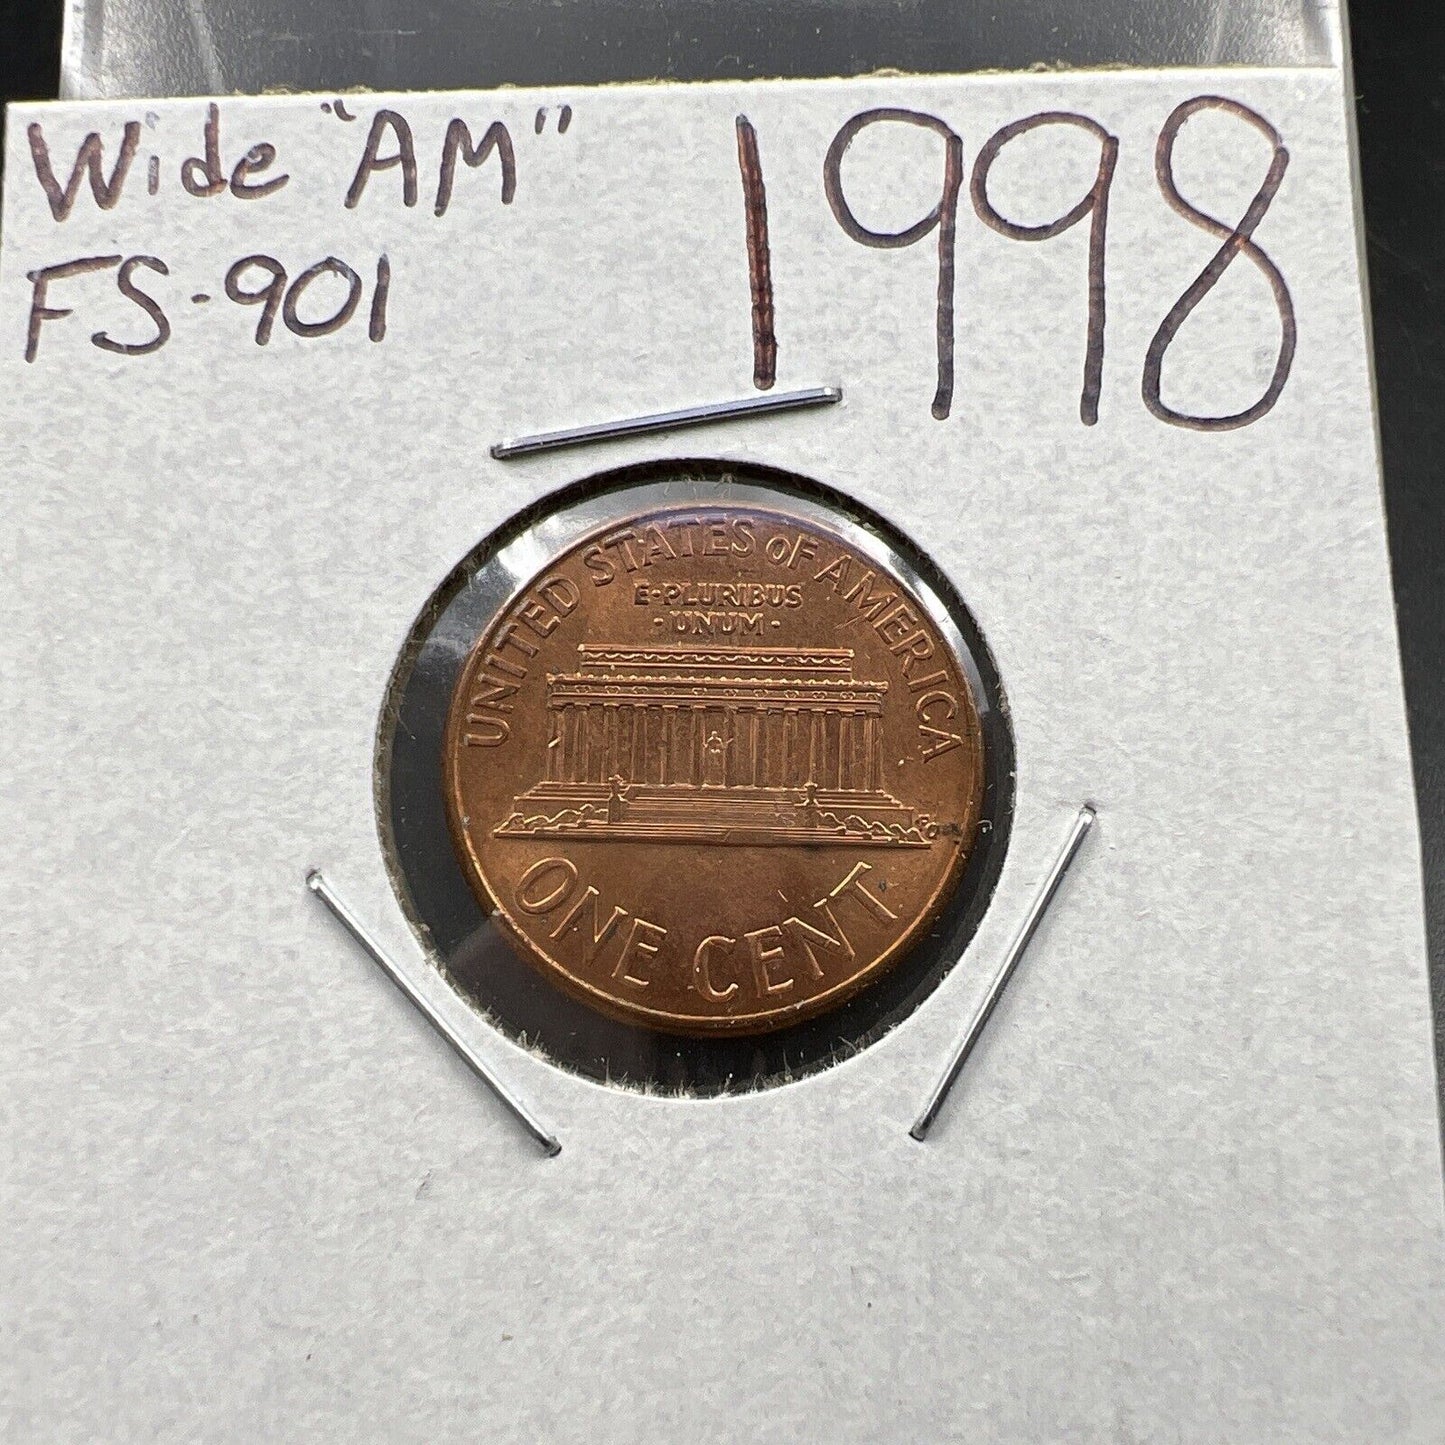 Wide "AM" 1998
FS-901
UNITED STATES OF AMERICA
E·PLURIBUS
·UNUM·
ONE CENT